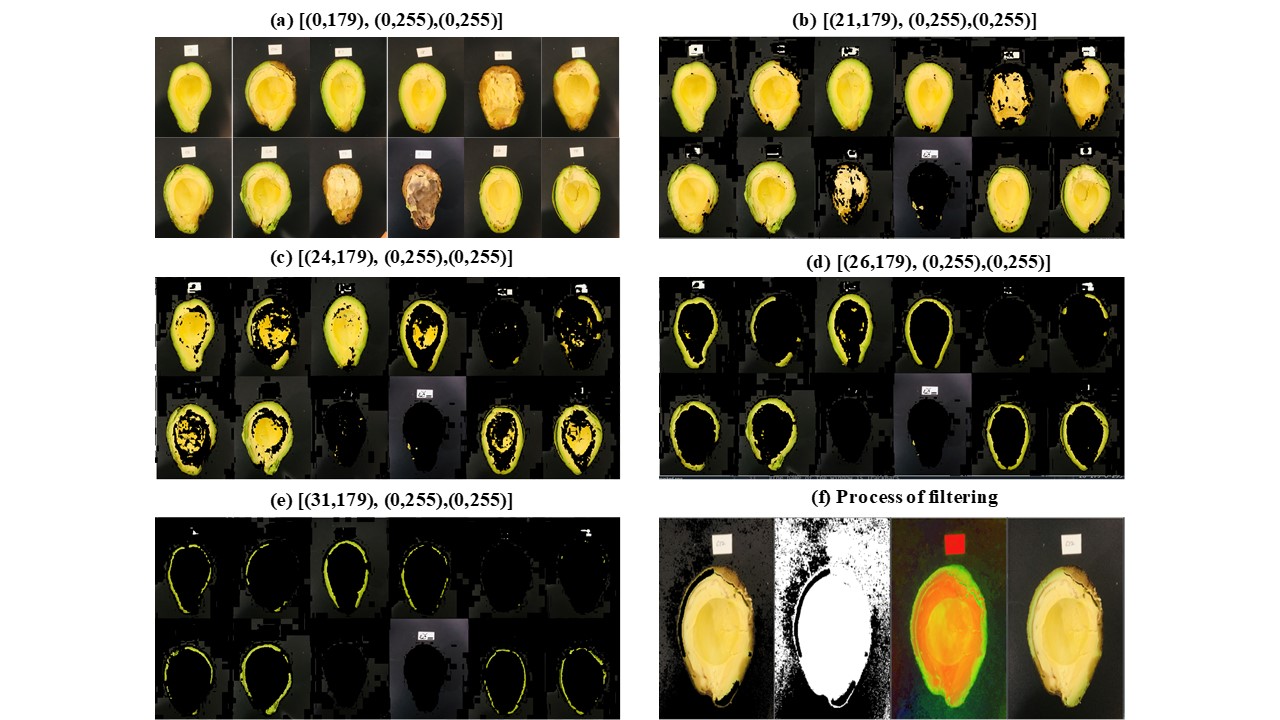 (a) [(0,179), (0,255),(0,255)]
(b) [(21,179), (0,255),(0,255)]
(c) [(24,179), (0,255),(0,255)]
(d) [(26,179), (0,255),(0,255)]
(e) [(31,179), (0,255),(0,255)]
(f) Process of filtering